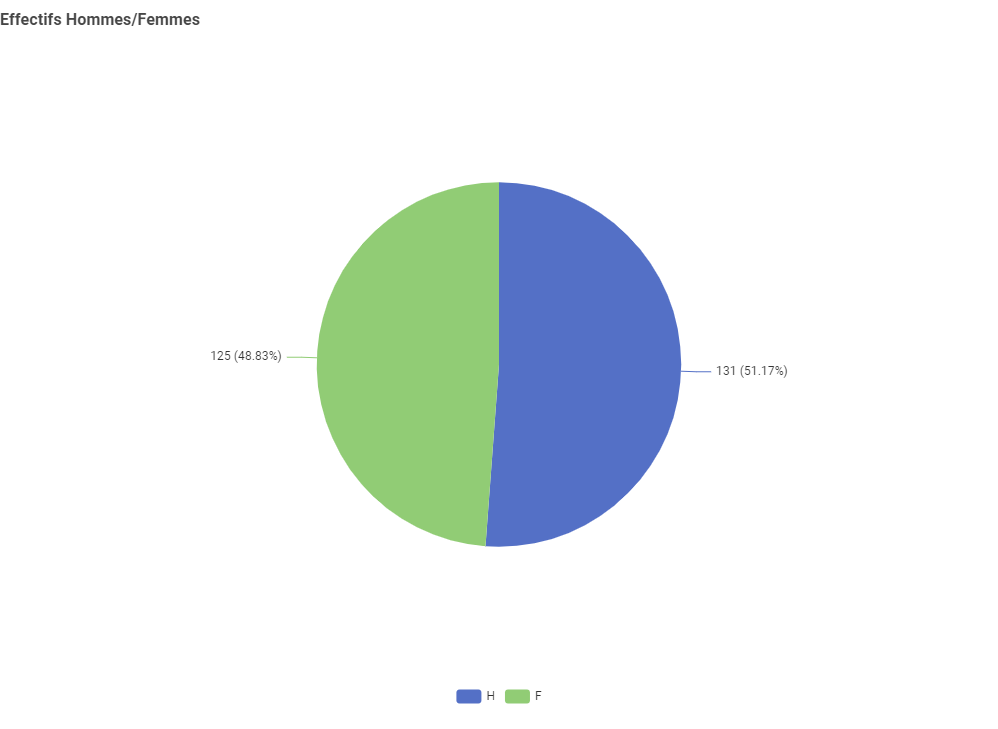 Effectifs Hommes/Femmes
125 (48.83%)
131 (51.17%)
H
F